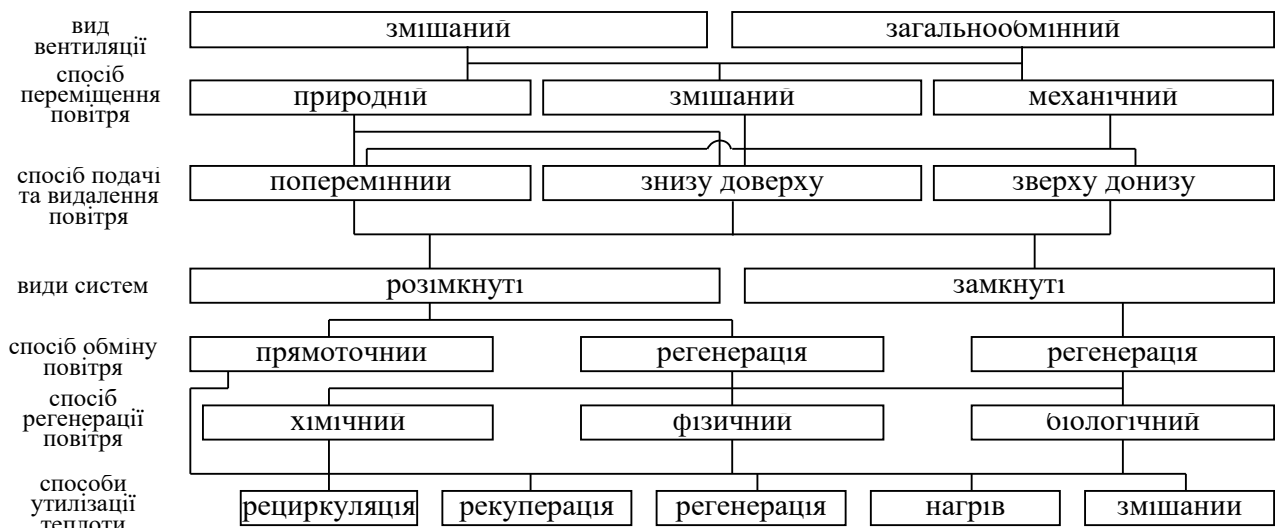 вид
вентиляції
змішаний
загальнообмінний
спосіб
переміщення
повітря
природній
змішаний
механічний
спосіб подачі
та видалення
повітря
поперемінний
знизу доверху
зверху донизу
види систем
розімкнуті
замкнуті
спосіб обміну
повітря
прямоточний
регенерація
регенерація
спосіб
регенерації
повітря
хімічний
фізичний
біологічний
способи
утилізації
теплоти
рециркуляція
рекуперація
регенерація
нагрів
змішаний